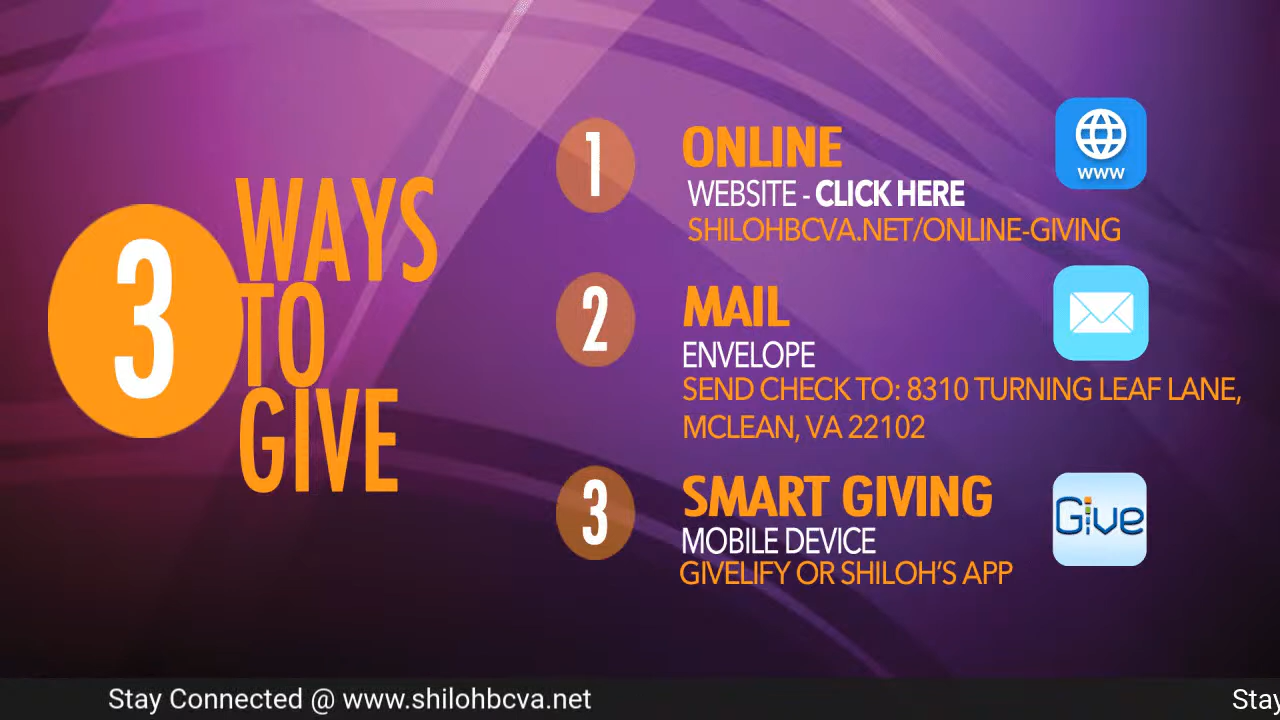 3
WAYS
TO
GIVE
1
ONLINE
WEBSITE - CLICK HERE
SHILOHBCVA.NET/ONLINE-GIVING
www
2
MAIL
ENVELOPE
SEND CHECK TO: 8310 TURNING LEAF LANE,
MCLEAN, VA 22102
3
SMART GIVING
MOBILE DEVICE
GIVELIFY OR SHILOH'S APP
Give
Stay Connected @ www.shilohbcva.net
Stay